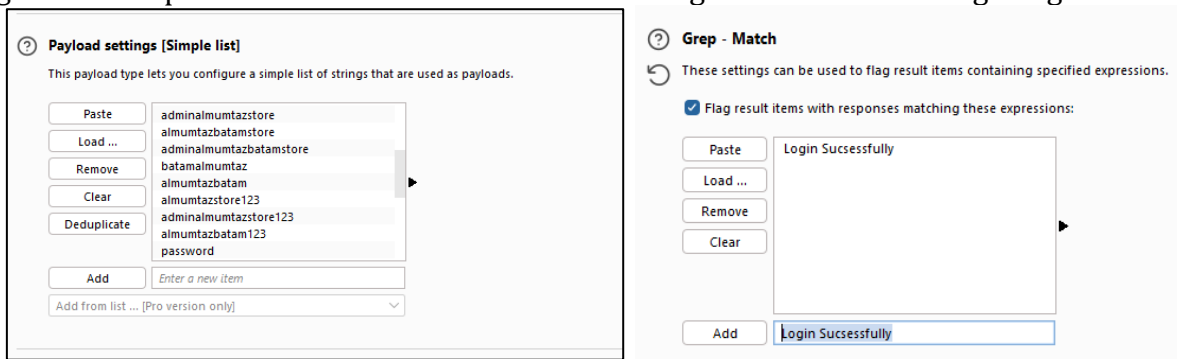 Payload settings [Simple list]
This payload type lets you configure a simple list of strings that are used as payloads.
Paste
Load ...
Remove
Clear
Deduplicate
adminalmumtazstore
almumtazbatamstore
adminalmumtazbatamstore
batamalmumtaz
almumtazbatam
almumtazstore123
adminalmumtazstore123
almumtazbatam123
password
Add
Enter a new item
Add from list ... [Pro version only]
Grep - Match
These settings can be used to flag result items containing specified expressions.
Flag result items with responses matching these expressions:
Paste
Load ...
Remove
Clear
Login Sucsessfully
Add
Login Sucsessfully